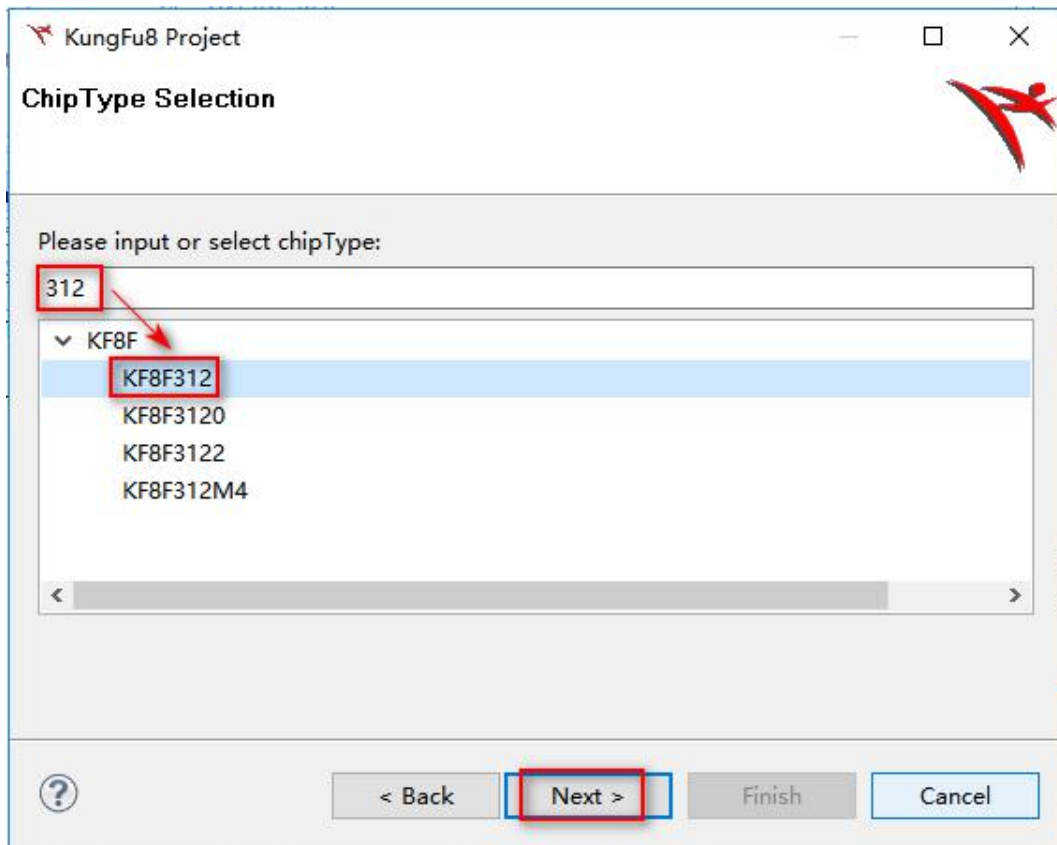 KungFu8 Project
ChipType Selection
Please input or select chipType:
312
KF8F
KF8F312
KF8F3120
KF8F3122
KF8F312M4
< Back Next > Finish Cancel